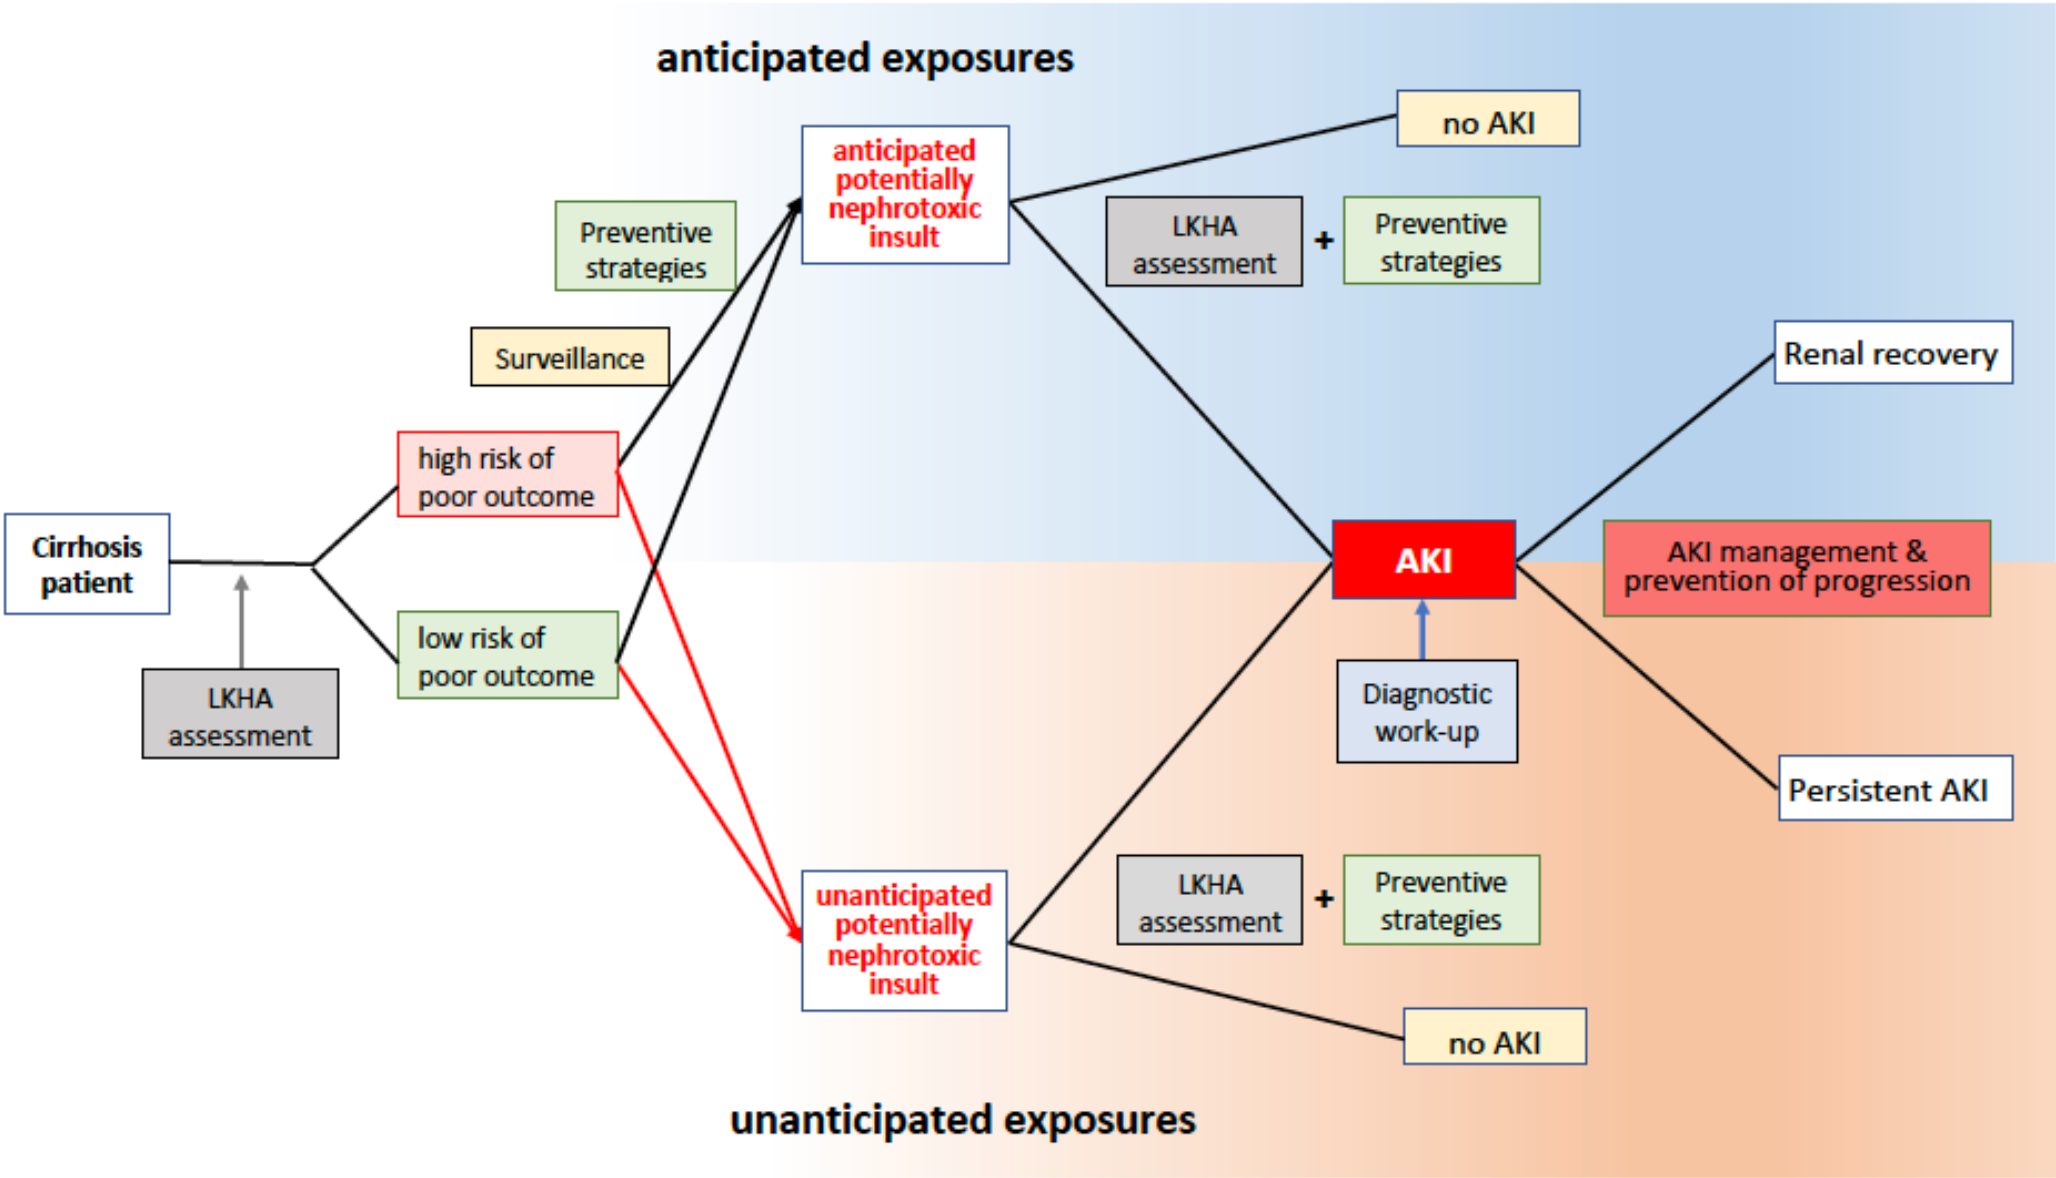 anticipated exposures
no AKI
anticipated
potentially
nephrotoxic
insult
Preventive
strategies
LKHA
assessment
+
Preventive
strategies
Surveillance
Renal recovery
high risk of
poor outcome
Cirrhosis
patient
AKI
AKI management &
prevention of progression
low risk of
poor outcome
LKHA
assessment
Diagnostic
work-up
Persistent AKI
unanticipated
potentially
nephrotoxic
insult
LKHA
assessment
+
Preventive
strategies
no AKI
unanticipated exposures